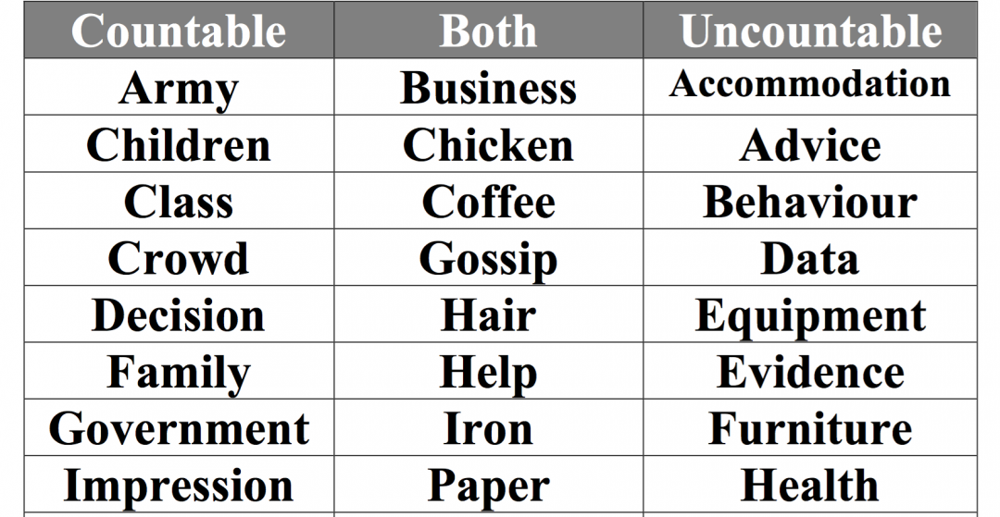 Countable Both Uncountable
Army Business Accommodation
Children Chicken Advice
Class Coffee Behaviour
Crowd Gossip Data
Decision Hair Equipment
Family Help Evidence
Government Iron Furniture
Impression Paper Health